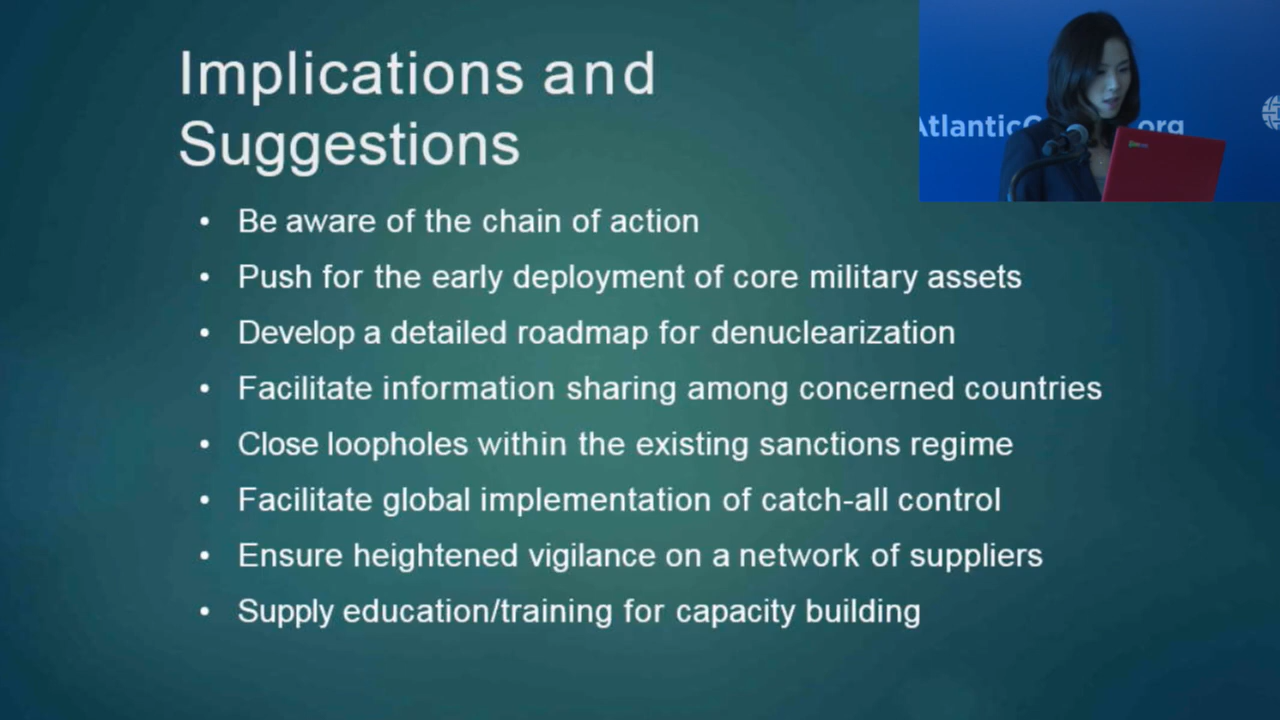 Implications and
Suggestions
• Be aware of the chain of action
• Push for the early deployment of core military assets
• Develop a detailed roadmap for denuclearization
• Facilitate information sharing among concerned countries
• Close loopholes within the existing sanctions regime
• Facilitate global implementation of catch-all control
• Ensure heightened vigilance on a network of suppliers
• Supply education/training for capacity building
AtlanticC org